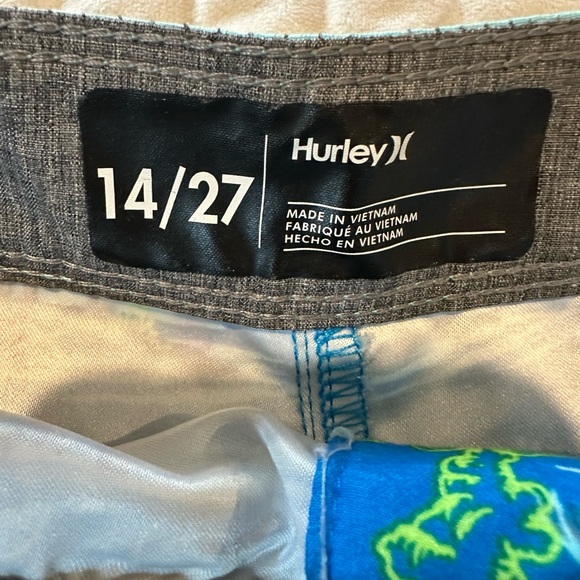 14/27
Hurley
MADE IN VIETNAM
FABRIQUÉ AU VIETNAM
HECHO EN VIETNAM